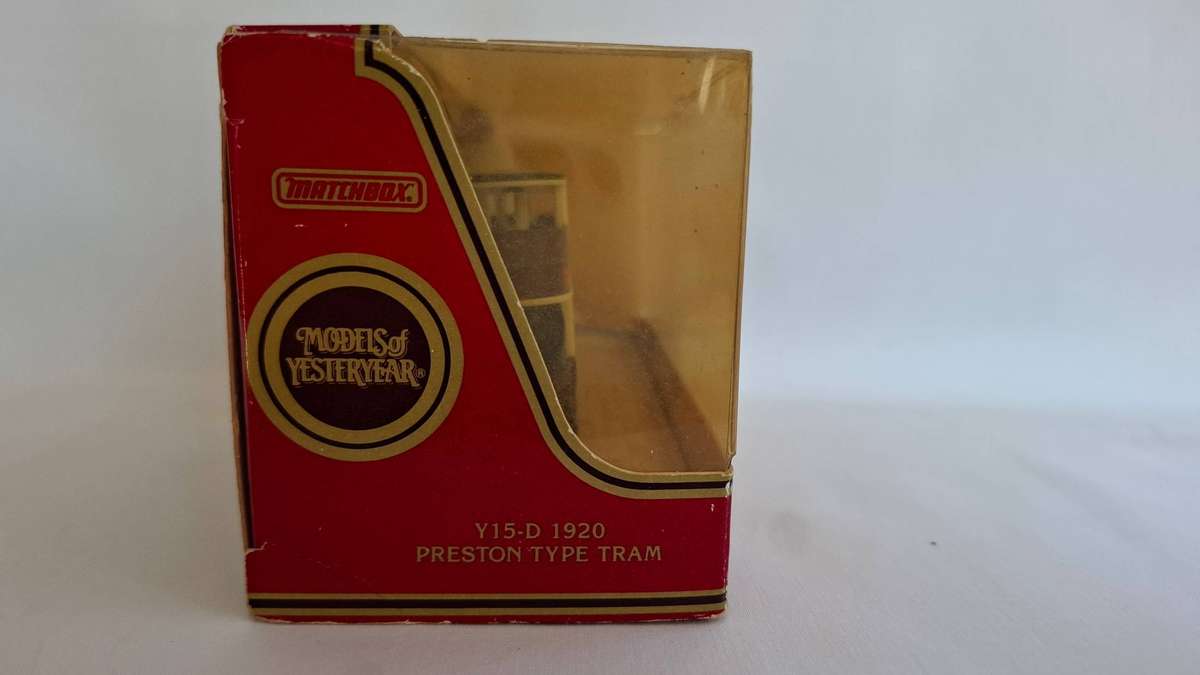 MATCHBOX®
MODELS of
YESTERYEAR®
Y15-D 1920
PRESTON TYPE TRAM